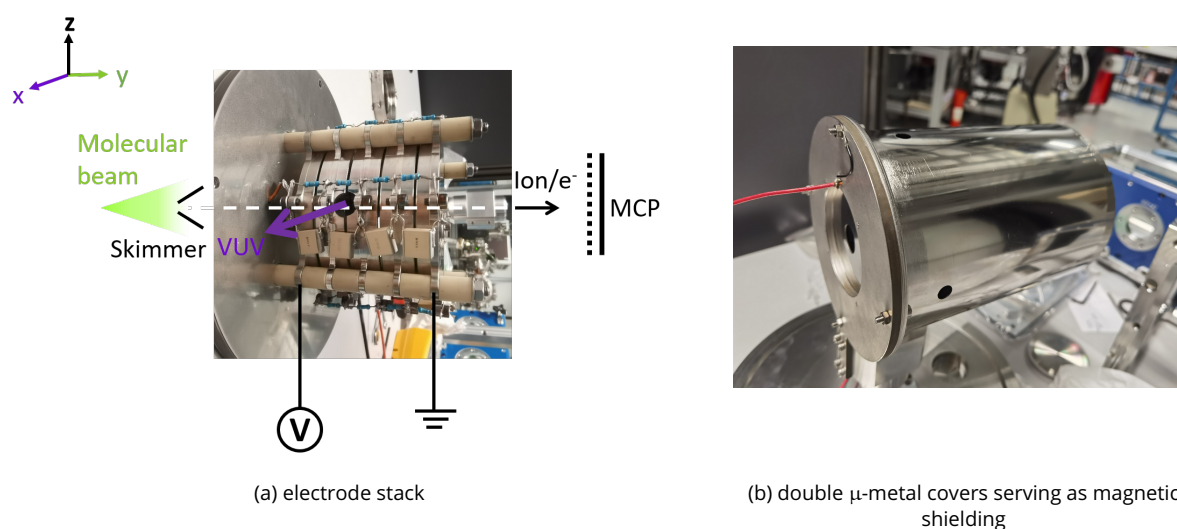 z
x
y
Molecular
beam
Skimmer
VUV
Ion/e-
MCP
V
(a) electrode stack
(b) double μ-metal covers serving as magnetic
shielding